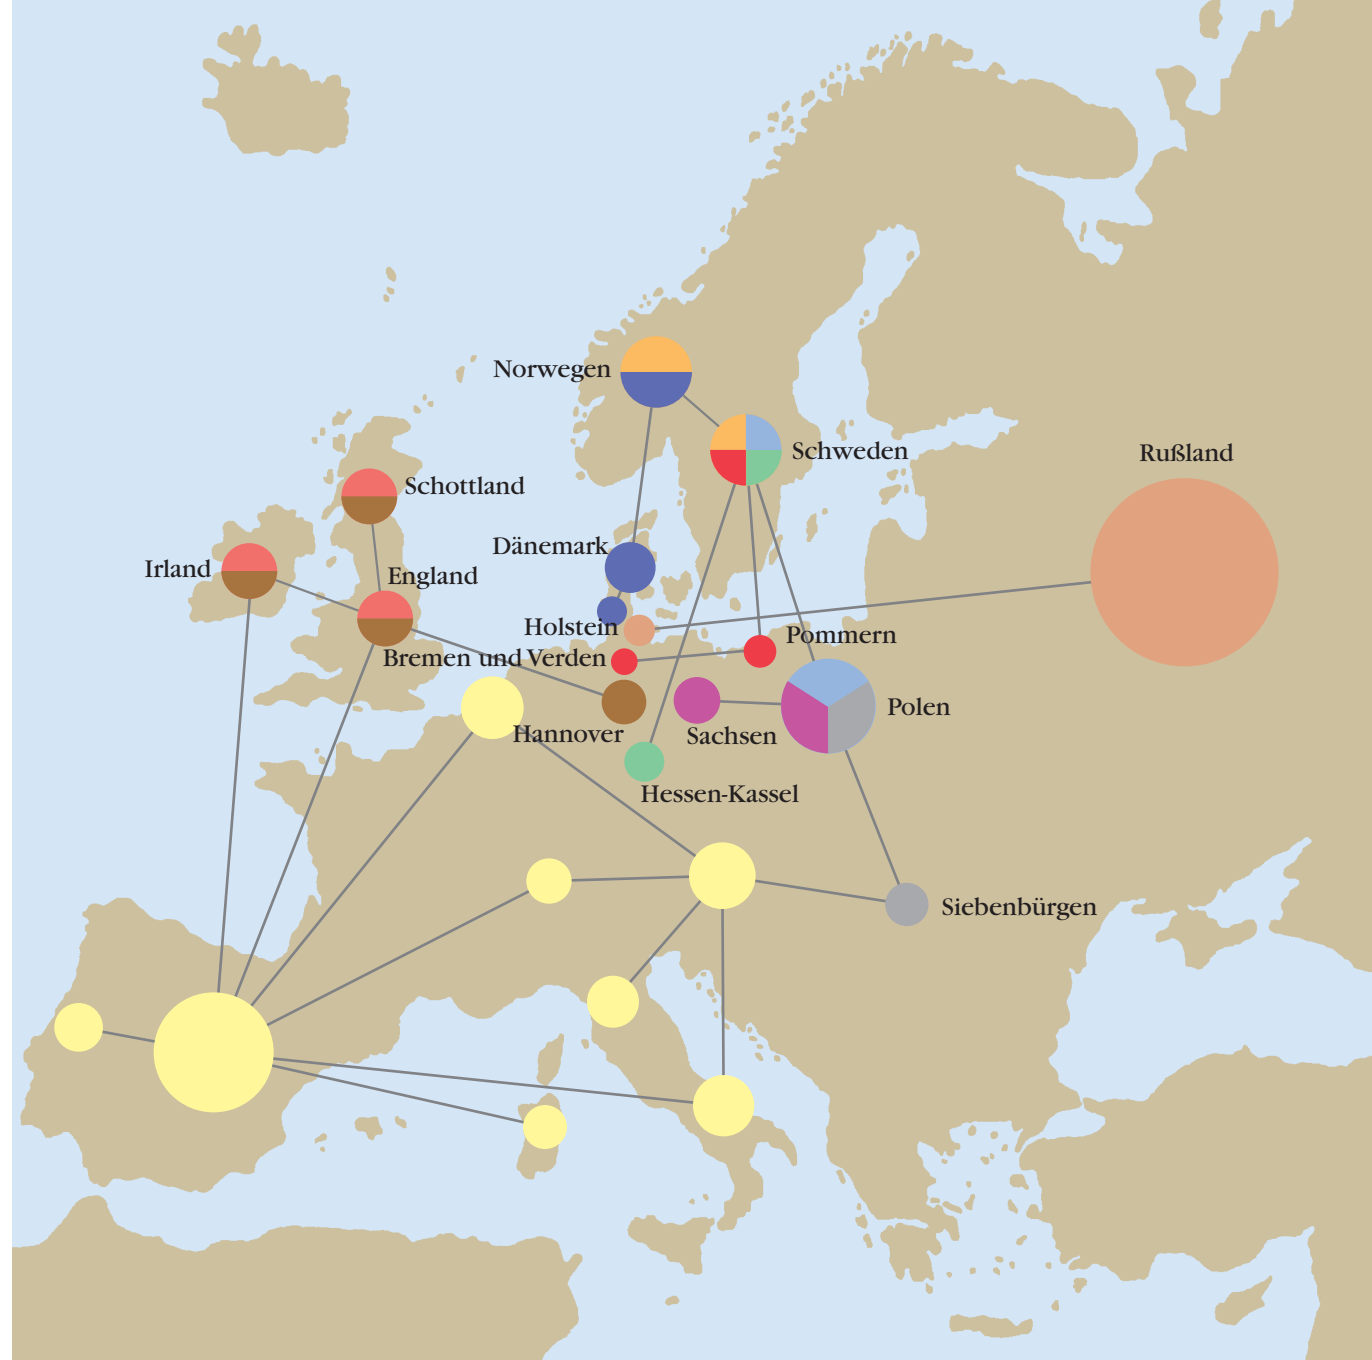 Norwegen
Schweden
Rußland
Schottland
Dänemark
Irland
England
Holstein
Pommern
Bremen und Verden
Polen
Hannover
Sachsen
Hessen-Kassel
Siebenbürgen